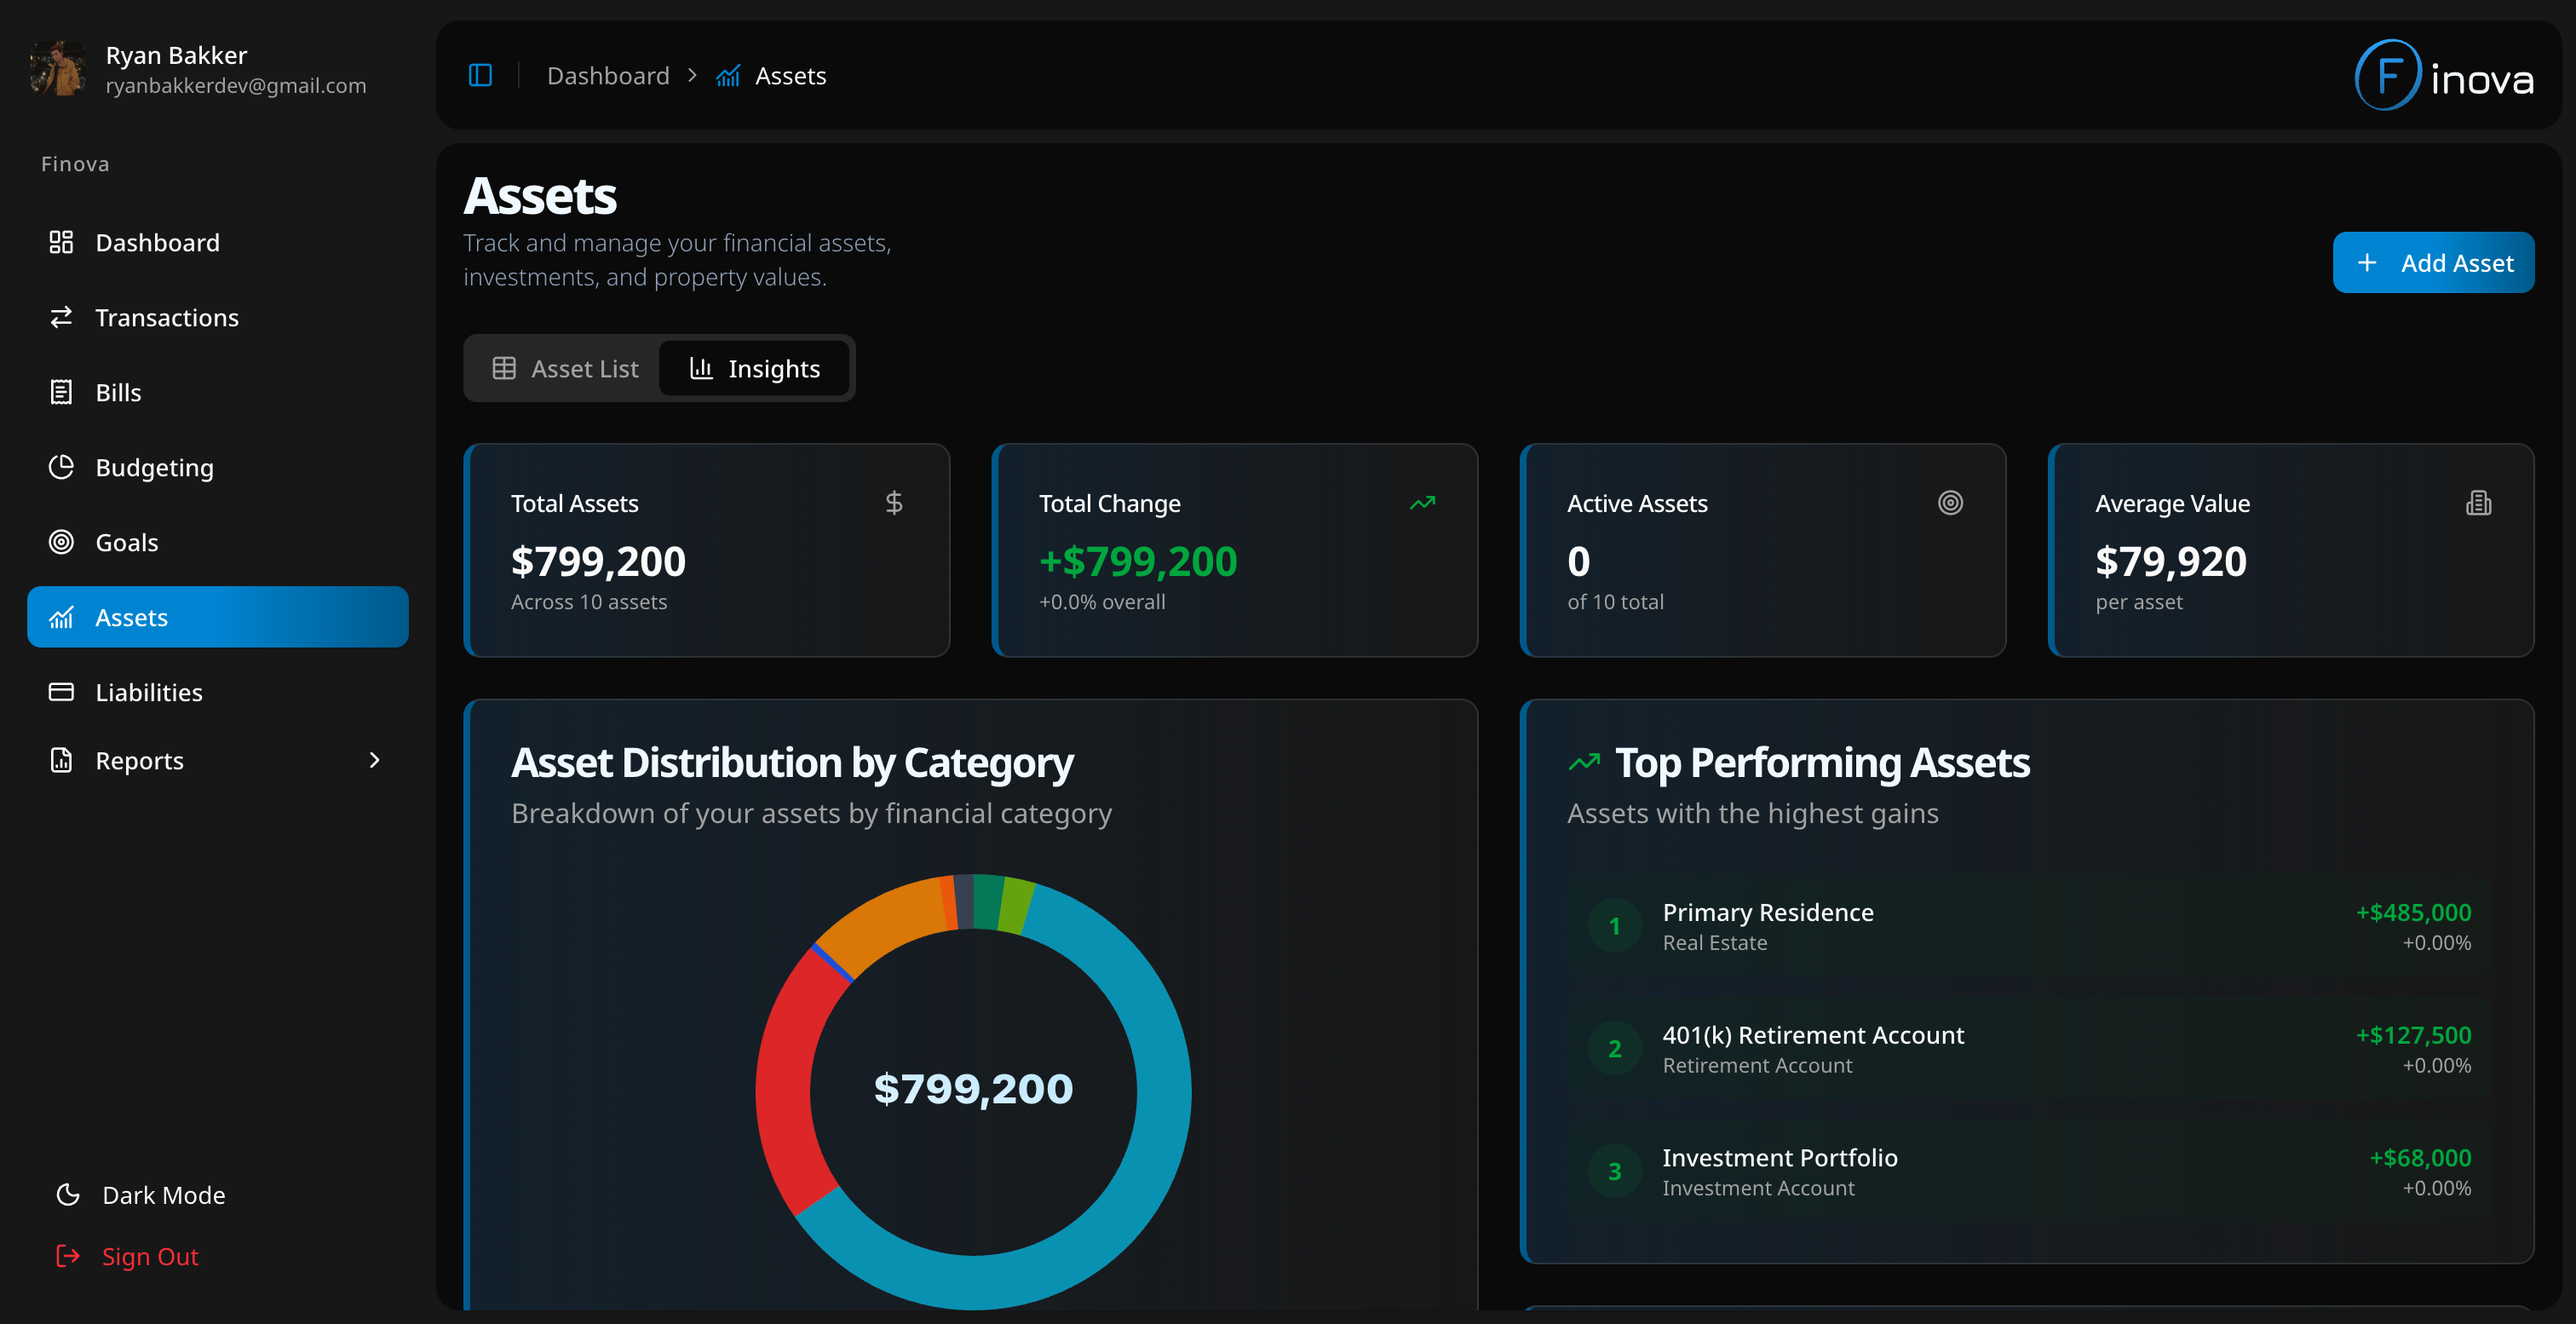 Ryan Bakker
ryanbakkerdev@gmail.com
Finova
Dashboard
Transactions
Bills
Budgeting
Goals
Assets
Liabilities
Reports
Dark Mode
Sign Out
Dashboard > Assets
Finova
Assets
Track and manage your financial assets,
investments, and property values.
+ Add Asset
Asset List
Insights
Total Assets
$
$799,200
Across 10 assets
Total Change
+$799,200
+0.0% overall
Active Assets
0
of 10 total
Average Value
$79,920
per asset
Asset Distribution by Category
Breakdown of your assets by financial category
$799,200
Top Performing Assets
Assets with the highest gains
1
Primary Residence
Real Estate
+$485,000
+0.00%
2
401(k) Retirement Account
Retirement Account
+$127,500
+0.00%
3
Investment Portfolio
Investment Account
+$68,000
+0.00%